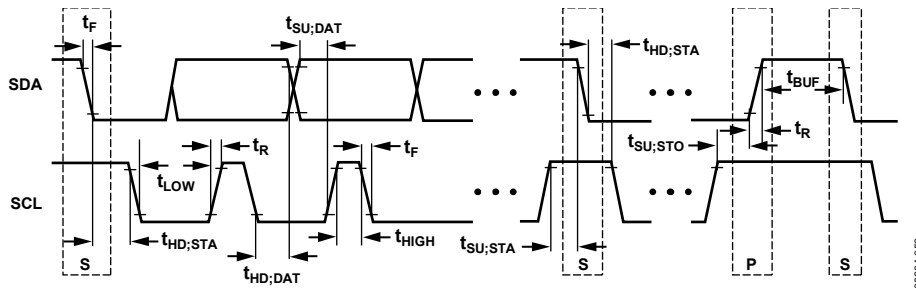 tF
tSU;DAT
tHD;STA
tBUF
SDA
tR
tF
tR
tSU;STO
tLOW
SCL
tHD;STA
tHIGH
tSU;STA
tHD;DAT
S
S
P
S